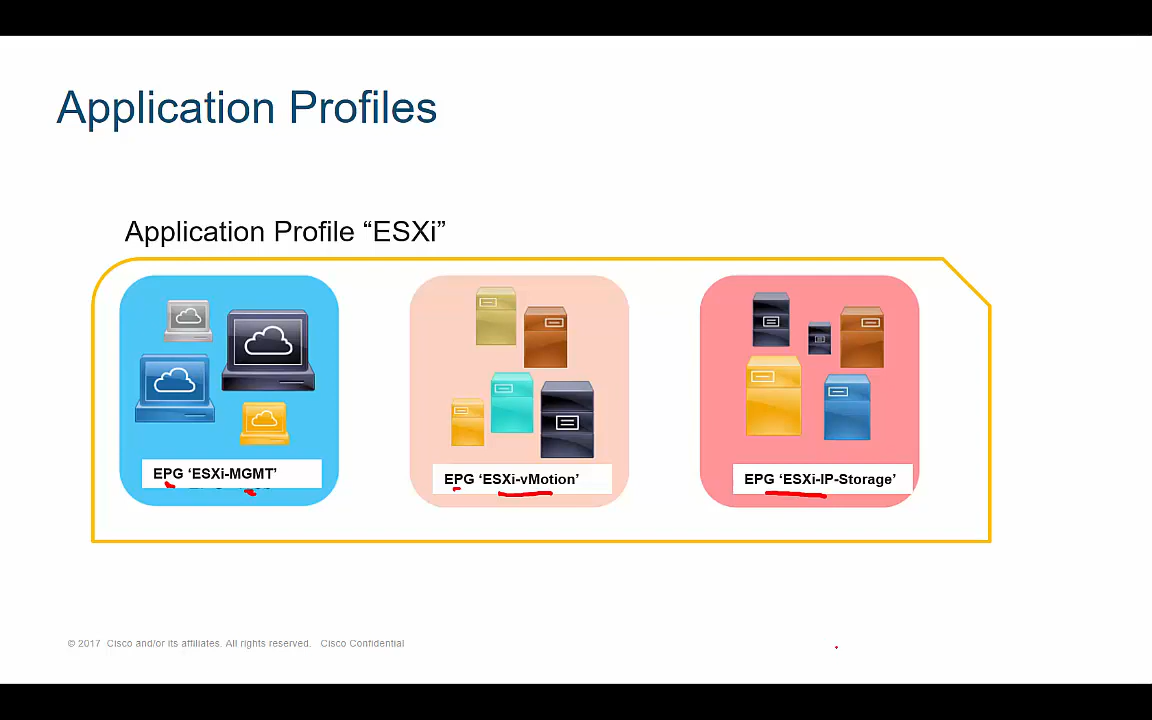 Application Profiles
Application Profile “ESXi”
EPG ‘ESXi-MGMT’
EPG ‘ESXi-vMotion’
EPG ‘ESXi-IP-Storage’
© 2017 Cisco and/or its affiliates. All rights reserved. Cisco Confidential